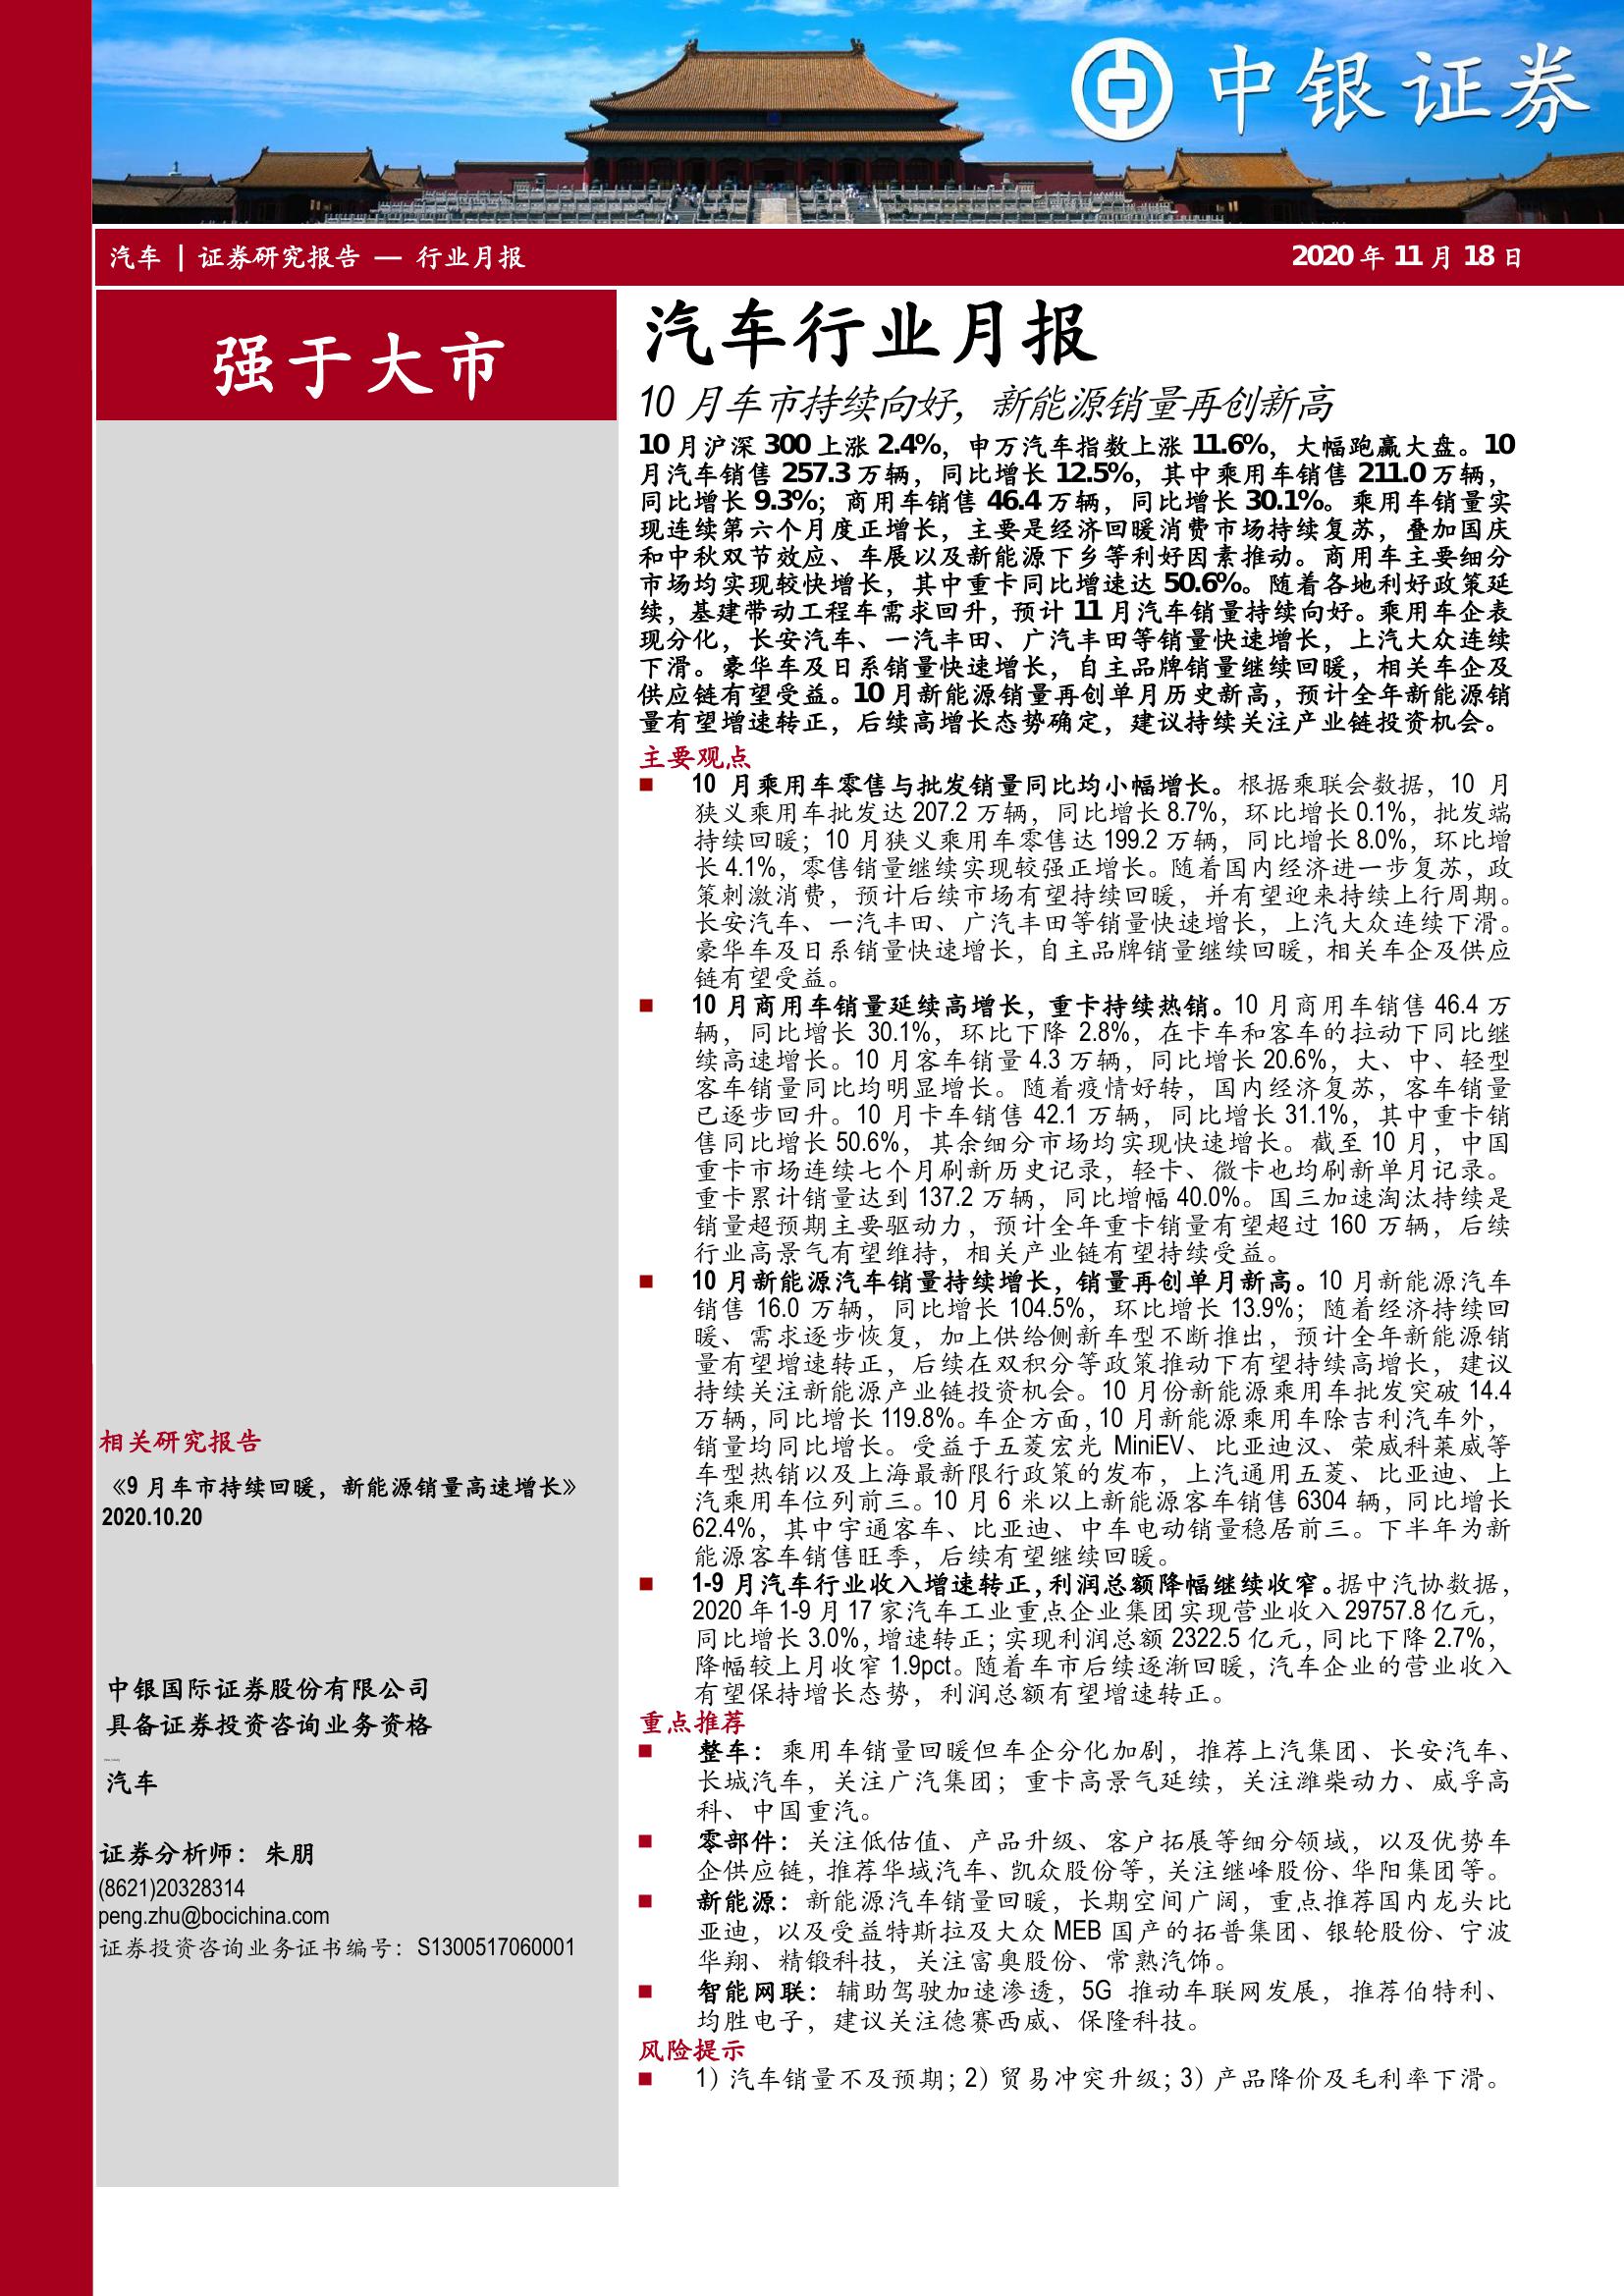 中银证券
汽车 | 证券研究报告 — 行业月报
2020 年 11 月 18 日
强于大市
相关研究报告
《9 月车市持续回暖，新能源销量高速增长》
2020.10.20
中银国际证券股份有限公司
具备证券投资咨询业务资格
汽车
证券分析师：朱朋
(8621)20328314
peng.zhu@bocichina.com
证券投资咨询业务证书编号：S1300517060001
汽车行业月报
10 月车市持续向好，新能源销量再创新高
10 月沪深 300 上涨 2.4%，申万汽车指数上涨 11.6%，大幅跑赢大盘。10
月汽车销售 257.3 万辆，同比增长 12.5%，其中乘用车销售 211.0 万辆，
同比增长 9.3%；商用车销售 46.4 万辆，同比增长 30.1%。乘用车销量实
现连续第六个月度正增长，主要是经济回暖消费市场持续复苏，叠加国庆
和中秋双节效应、车展以及新能源下乡等利好因素推动。商用车主要细分
市场均实现较快增长，其中重卡同比增速达 50.6%。随着各地利好政策延
续，基建带动工程车需求回升，预计 11 月汽车销量持续向好。乘用车企表
现分化，长安汽车、一汽丰田、广汽丰田等销量快速增长，上汽大众连续
下滑。豪华车及日系销量快速增长，自主品牌销量继续回暖，相关车企及
供应链有望受益。10 月新能源销量再创单月历史新高，预计全年新能源销
量有望增速转正，后续高增长态势确定，建议持续关注产业链投资机会。
主要观点
■ 10 月乘用车零售与批发销量同比均小幅增长。根据乘联会数据，10 月
狭义乘用车批发达 207.2 万辆，同比增长 8.7%，环比增长 0.1%，批发端
持续回暖；10 月狭义乘用车零售达 199.2 万辆，同比增长 8.0%，环比增
长 4.1%，零售销量继续实现较强正增长。随着国内经济进一步复苏，政
策刺激消费，预计后续市场有望持续回暖，并有望迎来持续上行周期。
长安汽车、一汽丰田、广汽丰田等销量快速增长，上汽大众连续下滑。
豪华车及日系销量快速增长，自主品牌销量继续回暖，相关车企及供应
链有望受益。
■ 10 月商用车销量延续高增长，重卡持续热销。10 月商用车销售 46.4 万
辆，同比增长 30.1%，环比下降 2.8%，在卡车和客车的拉动下同比继
续高速增长。10 月客车销量 4.3 万辆，同比增长 20.6%，大、中、轻型
客车销量同比均明显增长。随着疫情好转，国内经济复苏，客车销量
已逐步回升。10 月卡车销售 42.1 万辆，同比增长 31.1%，其中重卡销
售同比增长 50.6%，其余细分市场均实现快速增长。截至 10 月，中国
重卡市场连续七个月刷新历史记录，轻卡、微卡也均刷新单月记录。
重卡累计销量达到 137.2 万辆，同比增幅 40.0%。国三加速淘汰持续是
销量超预期主要驱动力，预计全年重卡销量有望超过 160 万辆，后续
行业高景气有望维持，相关产业链有望持续受益。
■ 10 月新能源汽车销量持续增长，销量再创单月新高。10 月新能源汽车
销售 16.0 万辆，同比增长 104.5%，环比增长 13.9%；随着经济持续回
暖、需求逐步恢复，加上供给侧新车型不断推出，预计全年新能源销
量有望增速转正，后续在双积分等政策推动下有望持续高增长，建议
持续关注新能源产业链投资机会。10 月份新能源乘用车批发突破 14.4
万辆，同比增长 119.8%。车企方面，10 月新能源乘用车除吉利汽车外，
销量均同比增长。受益于五菱宏光 MiniEV、比亚迪汉、荣威科莱威等
车型热销以及上海最新限行政策的发布，上汽通用五菱、比亚迪、上
汽乘用车位列前三。10 月 6 米以上新能源客车销售 6304 辆，同比增长
62.4%，其中宇通客车、比亚迪、中车电动销量稳居前三。下半年为新
能源客车销售旺季，后续有望继续回暖。
■ 1-9 月汽车行业收入增速转正，利润总额降幅继续收窄。据中汽协数据，
2020 年 1-9 月 17 家汽车工业重点企业集团实现营业收入 29757.8 亿元，
同比增长 3.0%，增速转正；实现利润总额 2322.5 亿元，同比下降 2.7%，
降幅较上月收窄 1.9pct。随着车市后续逐渐回暖，汽车企业的营业收入
有望保持增长态势，利润总额有望增速转正。
重点推荐
■ 整车：乘用车销量回暖但车企分化加剧，推荐上汽集团、长安汽车、
长城汽车，关注广汽集团；重卡高景气延续，关注潍柴动力、威孚高
科、中国重汽。
■ 零部件：关注低估值、产品升级、客户拓展等细分领域，以及优势车
企供应链，推荐华域汽车、凯众股份等，关注继峰股份、华阳集团等。
■ 新能源：新能源汽车销量回暖，长期空间广阔，重点推荐国内龙头比
亚迪，以及受益特斯拉及大众 MEB 国产的拓普集团、银轮股份、宁波
华翔、精锻科技，关注富奥股份、常熟汽饰。
■ 智能网联：辅助驾驶加速渗透，5G 推动车联网发展，推荐伯特利、
均胜电子，建议关注德赛西威、保隆科技。
风险提示
■ 1）汽车销量不及预期；2）贸易冲突升级；3）产品降价及毛利率下滑。